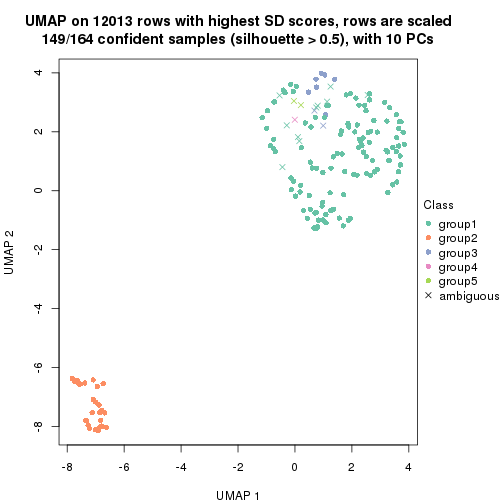 UMAP on 12013 rows with highest SD scores, rows are scaled
149/164 confident samples (silhouette > 0.5), with 10 PCs
4
2
0
-2
-4
-6
-8
UMAP 2
-8
-6
-4
-2
0
2
4
UMAP 1
Class
group1
group2
group3
group4
group5
ambiguous